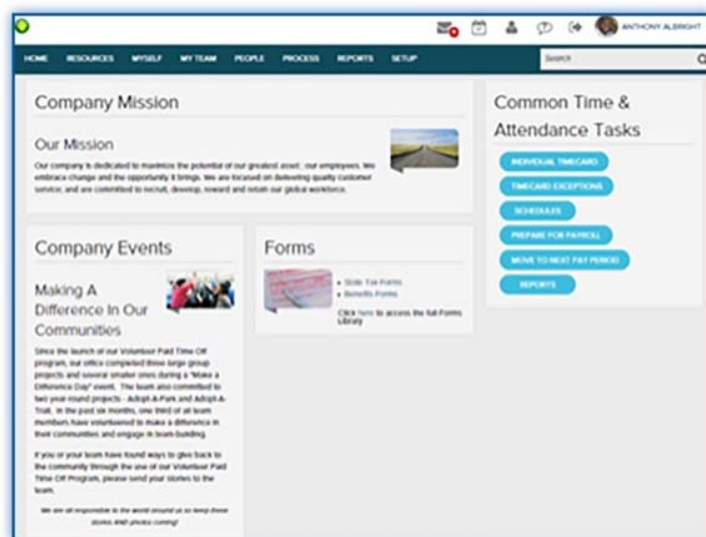 ANTHONY ALBRIGHT
HOME RESOURCES MYSELF MY TEAM PEOPLE PROCESS REPORTS SETUP
Search
Company Mission
Our Mission
Our company is dedicated to maximize the potential of our greatest asset: our employees. We
embrace change and the opportunity it brings. We are focused on delivering quality customer
service, and are committed to recruit, develop, reward and retain our global workforce.
Company Events
Making A
Difference In Our
Communities
Since the launch of our Volunteer Paid Time Off
program, our office completed three large group
projects and several smaller ones during a "Make a
Difference Day" event. The team also committed to
two year-round projects - Adopt-A-Park and Adopt-A-
Trail. In the past six months, one third of all team
members have volunteered to make a difference in
their communities and engage in team-building.
If you or your team have found ways to give back to
the community through the use of our Volunteer Paid
Time Off Program, please send your stories to the
team.
We are all responsible to the world around us so keep those
stories AND photos coming!
Forms
State Tax Forms
Benefits Forms
Click here to access the full Forms
Library
Common Time &
Attendance Tasks
INDIVIDUAL TIMECARD
TIMECARD EXCEPTIONS
SCHEDULES
PREPARE FOR PAYROLL
MOVE TO NEXT PAY PERIOD
REPORTS